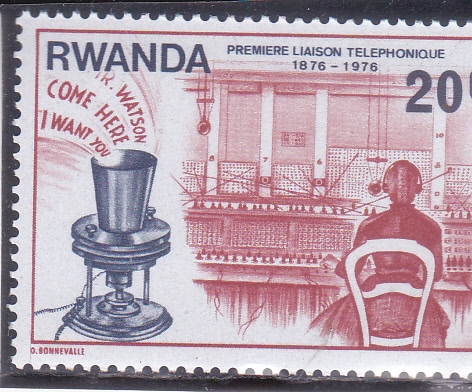 RWANDA
PREMIERE LIAISON TELEPHONIQUE
1876 - 1976
20
MR. WATSON
COME HERE
I WANT YOU
O. BONNEVALLE